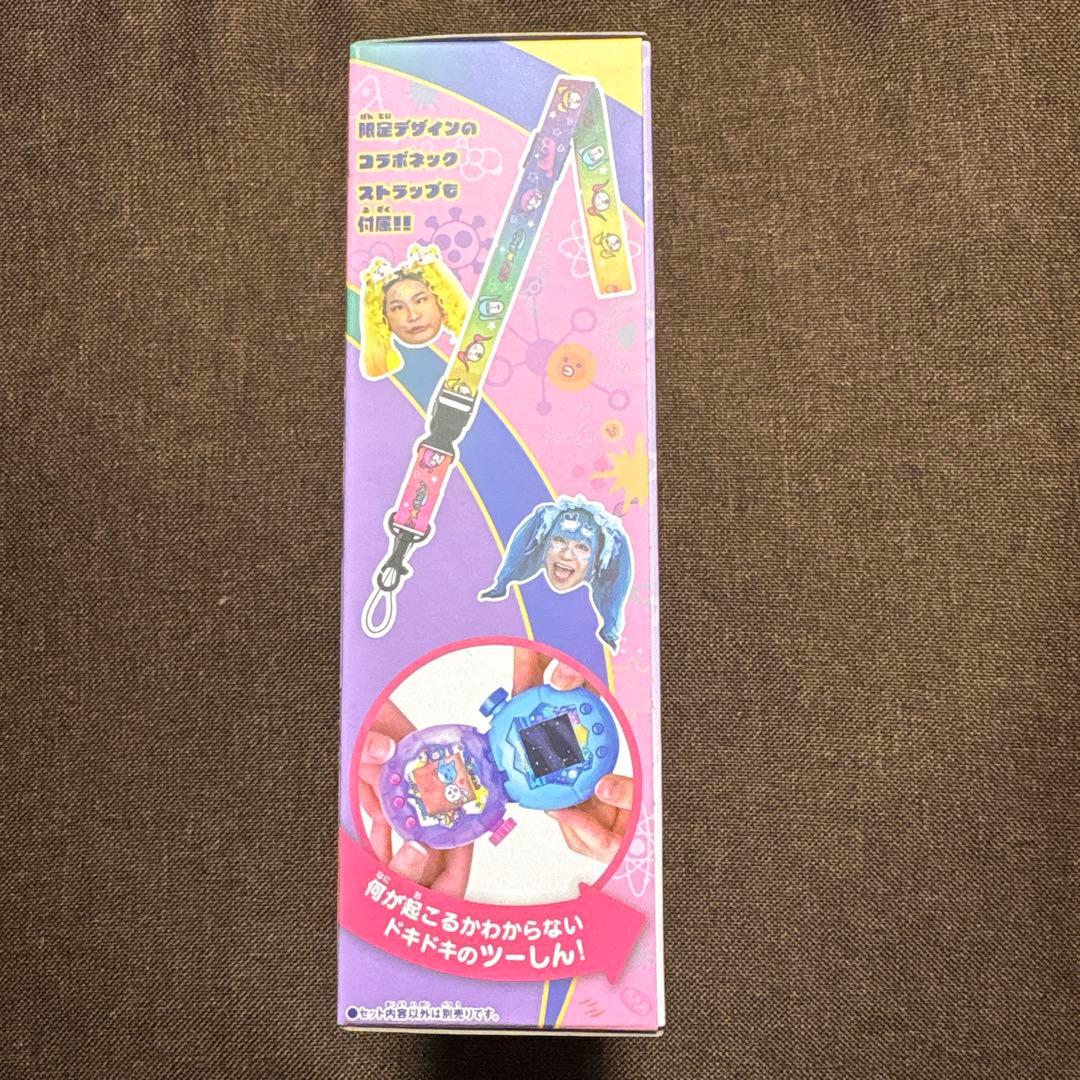 限定デザインの
コラボネック
ストラップも
付属!!
何が起こるかわからない
ドキドキのツーしん!
●セット内容以外は別売りです。